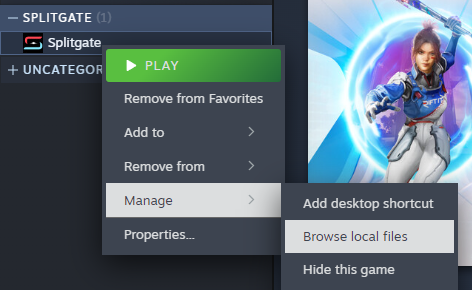 SPLITGATE (1)
Splitgate
UNCATEGOR
PLAY
Remove from Favorites
Add to
Remove from
Manage
Properties...
Add desktop shortcut
Browse local files
Hide this game